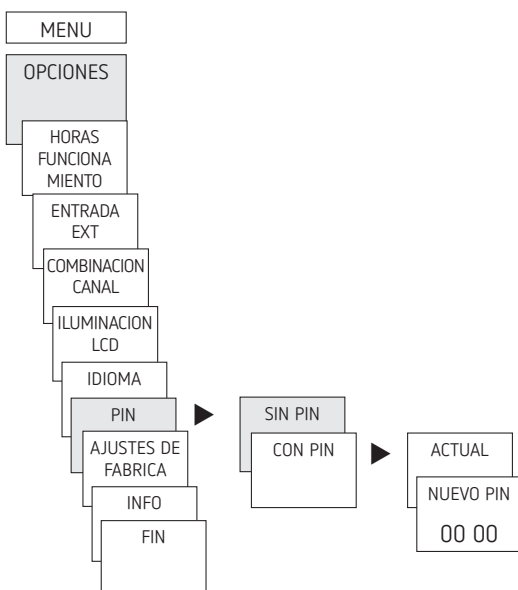 MENU
OPCIONES
HORAS
FUNCIONA
MIENTO
ENTRADA
EXT
COMBINACION
CANAL
ILUMINACION
LCD
IDIOMA
PIN
SIN PIN
CON PIN
ACTUAL
NUEVO PIN
00 00
AJUSTES DE
FABRICA
INFO
FIN